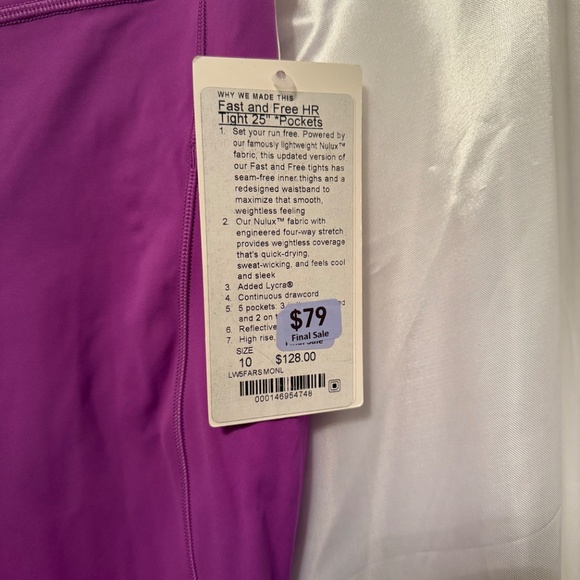 WHY WE MADE THIS
Fast and Free HR
Tight 25" *Pockets
1. Set your run free. Powered by
our famously lightweight Nulux™
fabric, this updated version of
our Fast and Free tights has
seam-free inner thighs and a
redesigned waistband to
maximize that smooth,
weightless feeling
2. Our Nulux™ fabric with
engineered four-way stretch
provides weightless coverage
that's quick-drying,
sweat-wicking, and feels cool
and sleek
3. Added Lycra®
4. Continuous drawcord
5. 5 pockets: 3
and 2 on
6. Reflective
7. High rise,
$79
Final Sale
SIZE
10 $128.00
LW5FARS MONL
000146954748